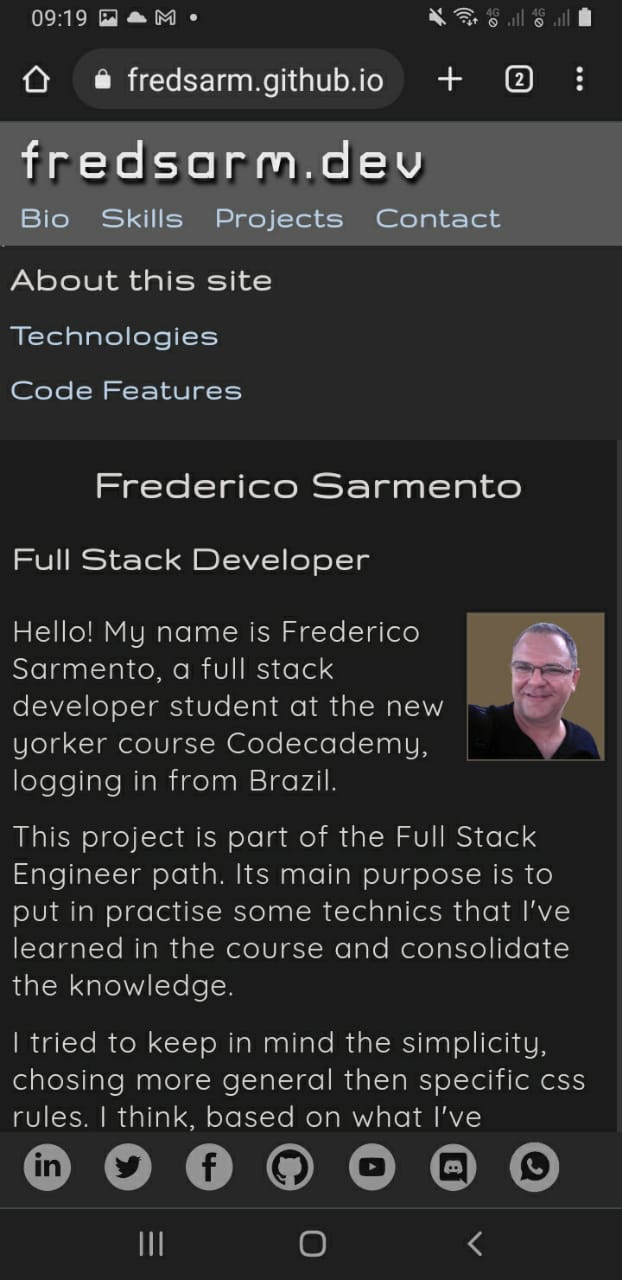 09:19
4G
4G
fredsarm.github.io
2
fredsarm.dev
Bio Skills Projects Contact
About this site
Technologies
Code Features
Frederico Sarmento
Full Stack Developer
Hello! My name is Frederico
Sarmento, a full stack
developer student at the new
yorker course Codecademy,
logging in from Brazil.
This project is part of the Full Stack
Engineer path. Its main purpose is to
put in practise some technics that I've
learned in the course and consolidate
the knowledge.
I tried to keep in mind the simplicity,
chosing more general then specific css
rules. I think, based on what I've
in
f